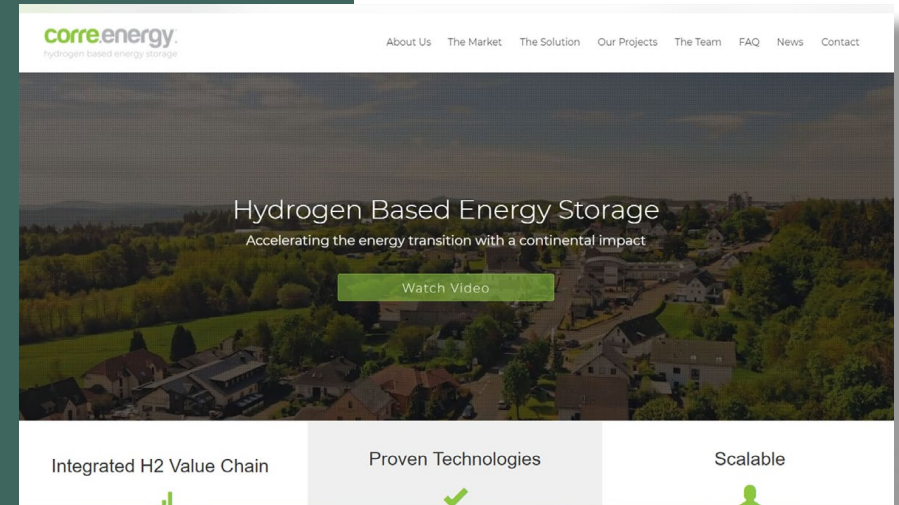 corre.energy
hydrogen based energy storage
About Us The Market The Solution Our Projects The Team FAQ News Contact
Hydrogen Based Energy Storage
Accelerating the energy transition with a continental impact
Watch Video
Integrated H2 Value Chain
Proven Technologies
Scalable